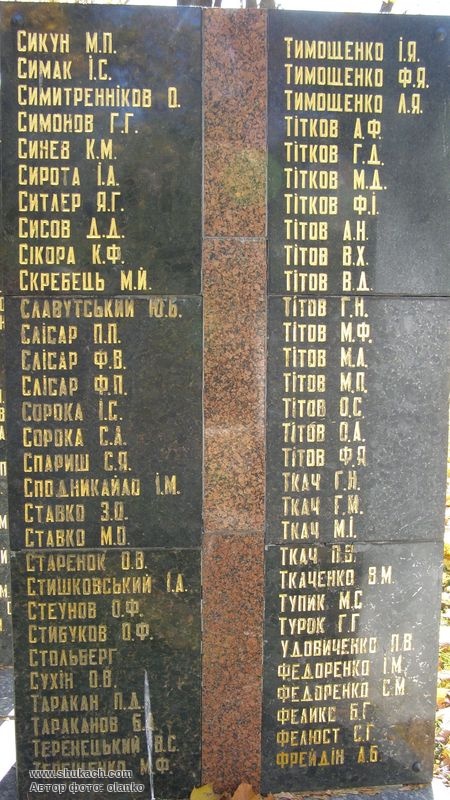 СИКУН М.П.
СИМАК І.С.
СИМИТРЕННІКОВ О.
СИМОНОВ Г.Г.
СИНЕВ К.М.
СИРОТА І.А.
СИТЛЕР Я.Г.
СИСОВ Д.Д.
СІКОРА К.Ф.
СКРЕБЕЦЬ М.Й.
СЛАВУТСЬКИЙ Ю.Б.
СЛІСАР П.П.
СЛІСАР Ф.В.
СЛІСАР Ф.П.
СОРОКА І.С.
СОРОКА С.А.
СПАРИШ С.Я.
СПОДНИКАЙЛО І.М.
СТАВКО З.О.
СТАВКО М.О.
СТАРЕНОК О.В.
СТИШКОВСЬКИЙ І.А.
СТЕУНОВ О.Ф.
СТИБУКОВ О.Ф.
СТОЛЬБЕРГ
СУХІН О.В.
ТАРАКАН П.Д.
ТАРАКАНОВ Б.А.
ТЕРЕНЕЦЬКИЙ В.С.
ТЕРЕЩЕНКО М.Ф.
ТИМОЩЕНКО І.Я.
ТИМОЩЕНКО Ф.Я.
ТИМОЩЕНКО Л.Я.
ТІТКОВ А.Ф.
ТІТКОВ Г.Д.
ТІТКОВ М.Д.
ТІТКОВ Ф.І.
ТІТОВ А.Н.
ТІТОВ В.Х.
ТІТОВ В.Д.
ТІТОВ Г.Н.
ТІТОВ М.Ф.
ТІТОВ М.А.
ТІТОВ М.П.
ТІТОВ О.С.
ТІТОВ О.А.
ТІТОВ Ф.Я
ТКАЧ Г.Н.
ТКАЧ Г.М.
ТКАЧ М.І.
ТКАЧ П.В.
ТКАЧЕНКО В.М.
ТУПИК М.С
ТУРОК Г.Г
УДОВИЧЕНКО П.В.
ФЕДОРЕНКО І.М.
ФЕДОРЕНКО С.М.
ФЕЛИКС Б.Г.
ФЕЛЮСТ С.Г.
ФРЕЙДІН А.Б.
www.shukach.com
Автор фото: olanko